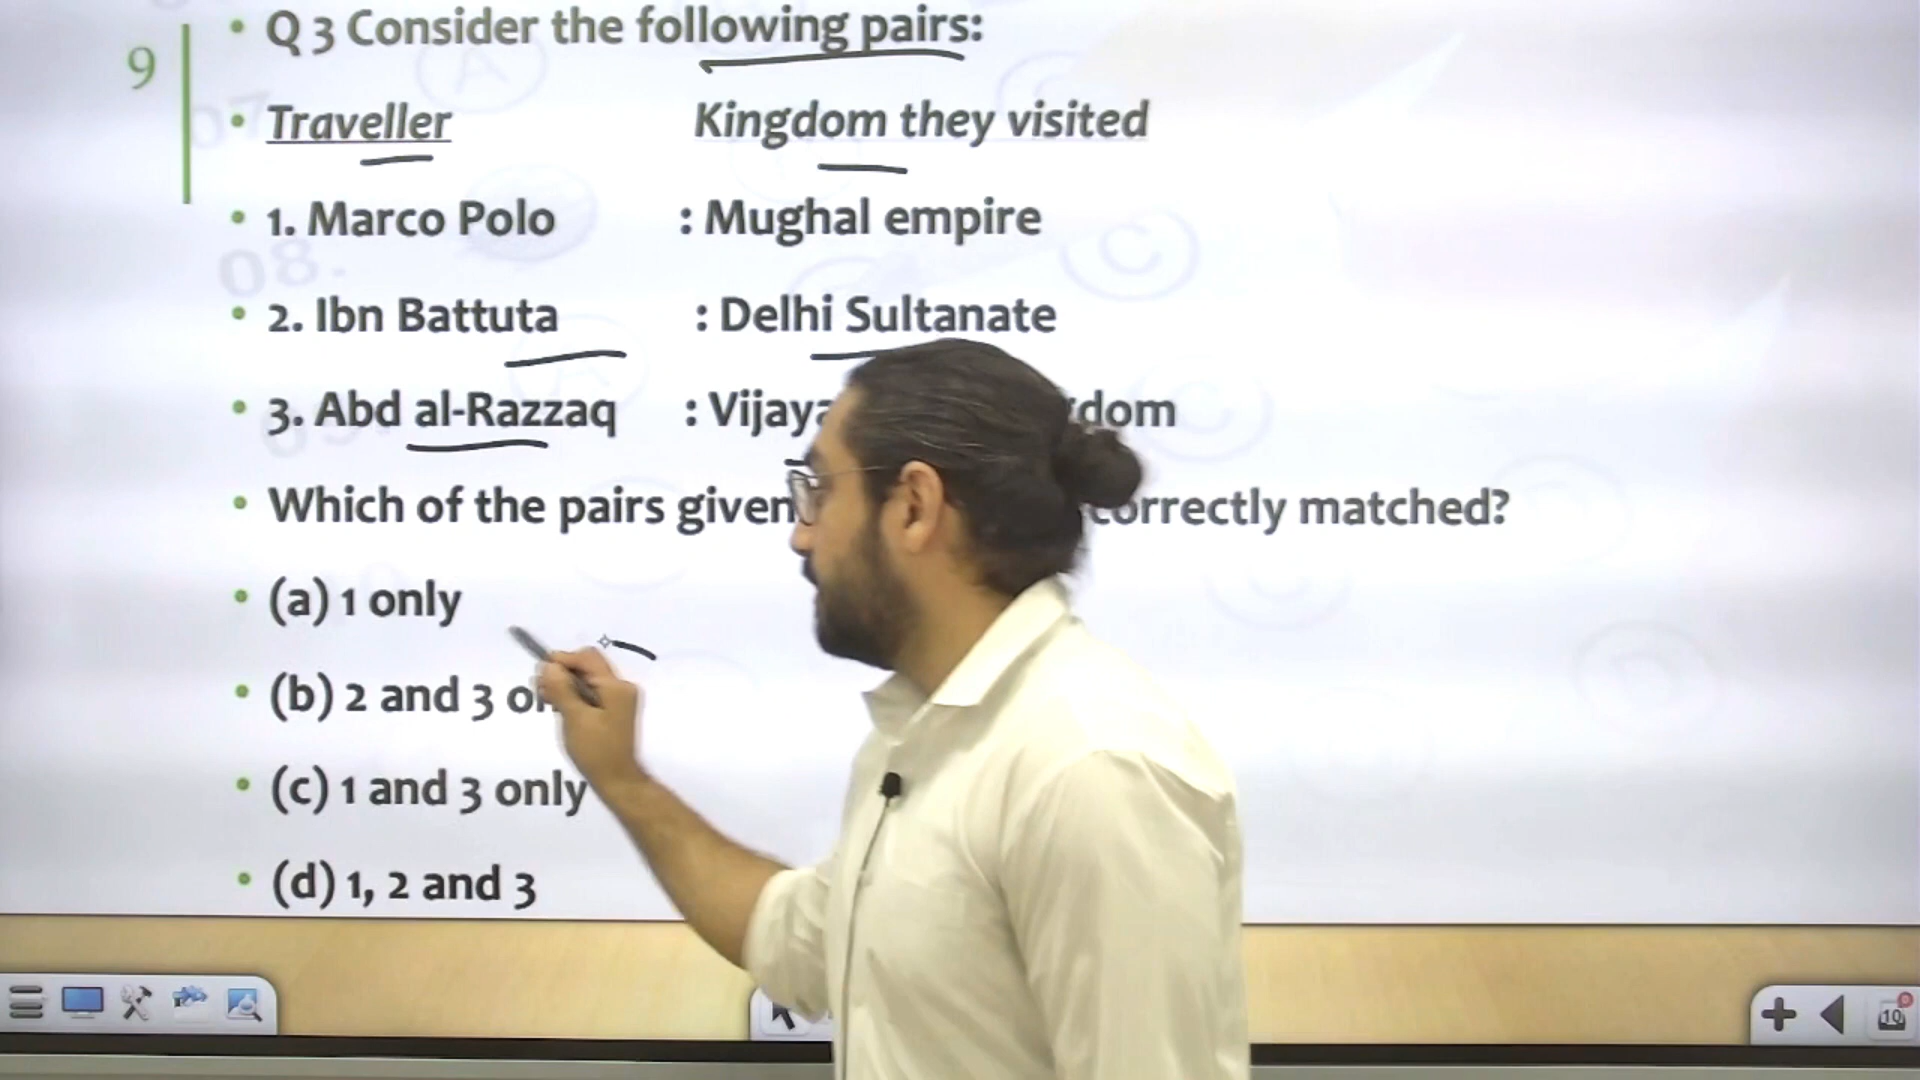 9
Q 3 Consider the following pairs:
Traveller Kingdom they visited
1. Marco Polo : Mughal empire
2. Ibn Battuta : Delhi Sultanate
3. Abd al-Razzaq : Vijaya dom
Which of the pairs given correctly matched?
(a) 1 only
(b) 2 and 3
(c) 1 and 3 only
(d) 1, 2 and 3
10